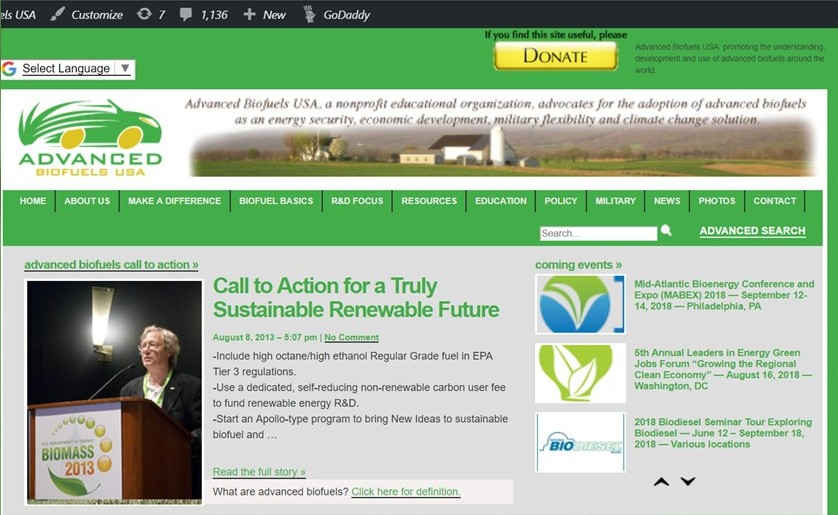 els USA Customize 7 1,136 New GoDaddy
If you find this site useful, please
DONATE
Advanced Biofuels USA: promoting the understanding,
development and use of advanced biofuels around the
world.
G Select Language ▼
Advanced Biofuels USA, a nonprofit educational organization, advocates for the adoption of advanced biofuels
as an energy security, economic development, military flexibility and climate change solution.
ADVANCED
BIOFUELS USA
HOME ABOUT US MAKE A DIFFERENCE BIOFUEL BASICS R&D FOCUS RESOURCES EDUCATION POLICY MILITARY NEWS PHOTOS CONTACT
Search... ADVANCED SEARCH
advanced biofuels call to action »
Call to Action for a Truly
Sustainable Renewable Future
August 8, 2013 – 5:07 pm | No Comment
-Include high octane/high ethanol Regular Grade fuel in EPA
Tier 3 regulations.
-Use a dedicated, self-reducing non-renewable carbon user fee
to fund renewable energy R&D.
-Start an Apollo-type program to bring New Ideas to sustainable
biofuel and …
Read the full story »
What are advanced biofuels? Click here for definition.
U.S. DEPARTMENT OF ENERGY
BIOMASS
2013
coming events »
Mid-Atlantic Bioenergy Conference and
Expo (MABEX) 2018 — September 12-
14, 2018 — Philadelphia, PA
5th Annual Leaders in Energy Green
Jobs Forum “Growing the Regional
Clean Economy” — August 16, 2018 —
Washington, DC
BIODIESEL
2018 Biodiesel Seminar Tour Exploring
Biodiesel — June 12 – September 18,
2018 — Various locations